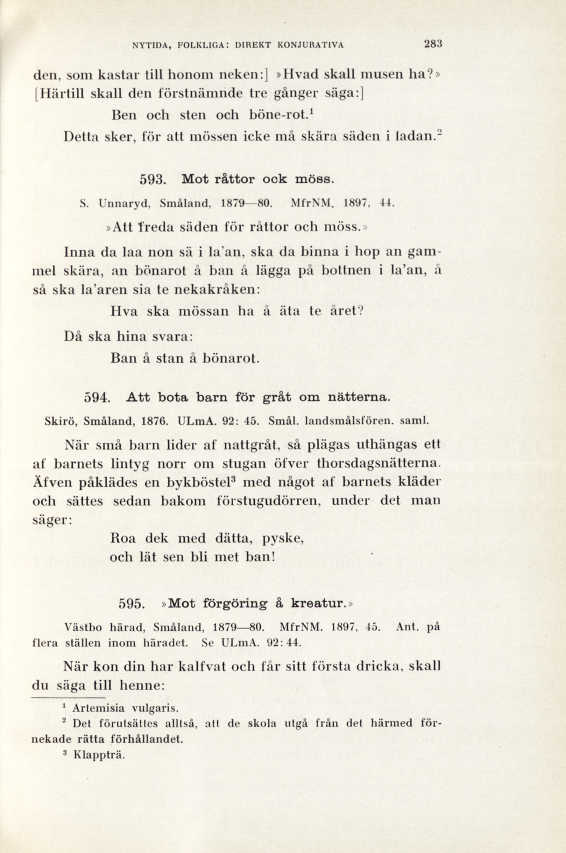 NYTIDA, FOLKLIGA: DIREKT KONJURATIVA 283
den, som kastar till honom neken:] »Hvad skall musen ha?»
[Härtill skall den förstnämnde tre gånger säga:]
Ben och sten och böne-rot.¹
Detta sker, för att mössen icke må skära säden i ladan.²
593. Mot råttor ock möss.
S. Unnaryd, Småland, 1879—80. MfrNM. 1897, 44.
»Att freda säden för råttor och möss.»
Inna da laa non sä i la'an, ska da binna i hop an gam-
mel skära, an bönarot å ban å lägga på bottnen i la'an, å
så ska la'aren sia te nekakråken:
Hva ska mössan ha å äta te året?
Då ska hina svara:
Ban å stan å bönarot.
594. Att bota barn för gråt om nätterna.
Skirö, Småland, 1876. ULmA. 92: 45. Smål. landsmålsfören. saml.
När små barn lider af nattgråt, så plägas uthängas ett
af barnets lintyg norr om stugan öfver thorsdagsnätterna.
Äfven påklädes en bykböstel³ med något af barnets kläder
och sättes sedan bakom förstugudörren, under det man
säger:
Roa dek med dätta, pyske,
och lät sen bli met ban!
595. »Mot förgöring å kreatur.»
Västbo härad, Småland, 1879—80. MfrNM. 1897, 45. Ant. på
flera ställen inom häradet. Se ULmA. 92: 44.
När kon din har kalfvat och får sitt första dricka, skall
du säga till henne:
¹ Artemisia vulgaris.
² Det förutsättes alltså, att de skola utgå från det härmed för-
nekade rätta förhållandet.
³ Klappträ.